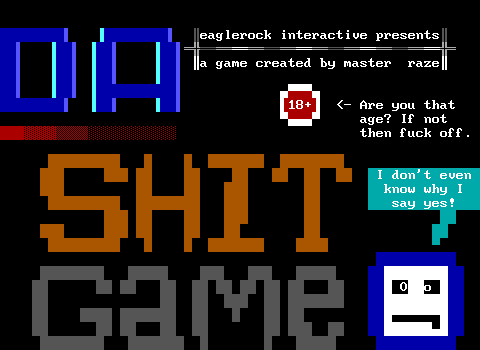 DA
eaglerock interactive presents
a game created by master  raze
18+
<- Are you that
age? If not
then fuck off.
SHIT
I don't even
know why I
say yes!
Game
O o